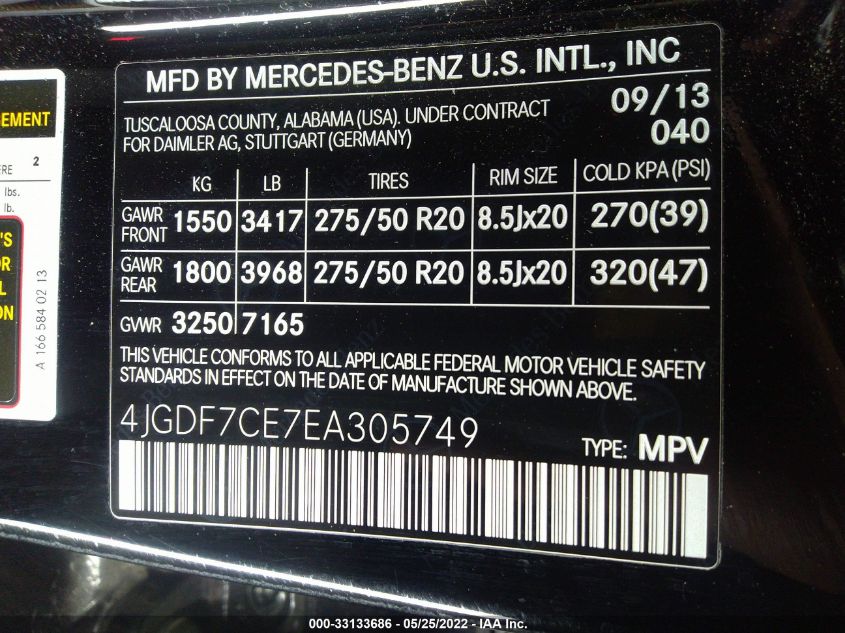 MFD BY MERCEDES-BENZ U.S. INTL., INC
TUSCALOOSA COUNTY, ALABAMA (USA). UNDER CONTRACT
FOR DAIMLER AG, STUTTGART (GERMANY)
09/13
040
KG LB TIRES RIM SIZE COLD KPA (PSI)
GAWR FRONT 1550 3417 275/50 R20 8.5Jx20 270(39)
GAWR REAR 1800 3968 275/50 R20 8.5Jx20 320(47)
GVWR 3250 7165
THIS VEHICLE CONFORMS TO ALL APPLICABLE FEDERAL MOTOR VEHICLE SAFETY
STANDARDS IN EFFECT ON THE DATE OF MANUFACTURE SHOWN ABOVE.
4JGDF7CE7EA305749
TYPE: MPV
2
lbs.
lb.
'S
L
A 166 584 02 13
000-33133686 - 05/25/2022 - IAA Inc.